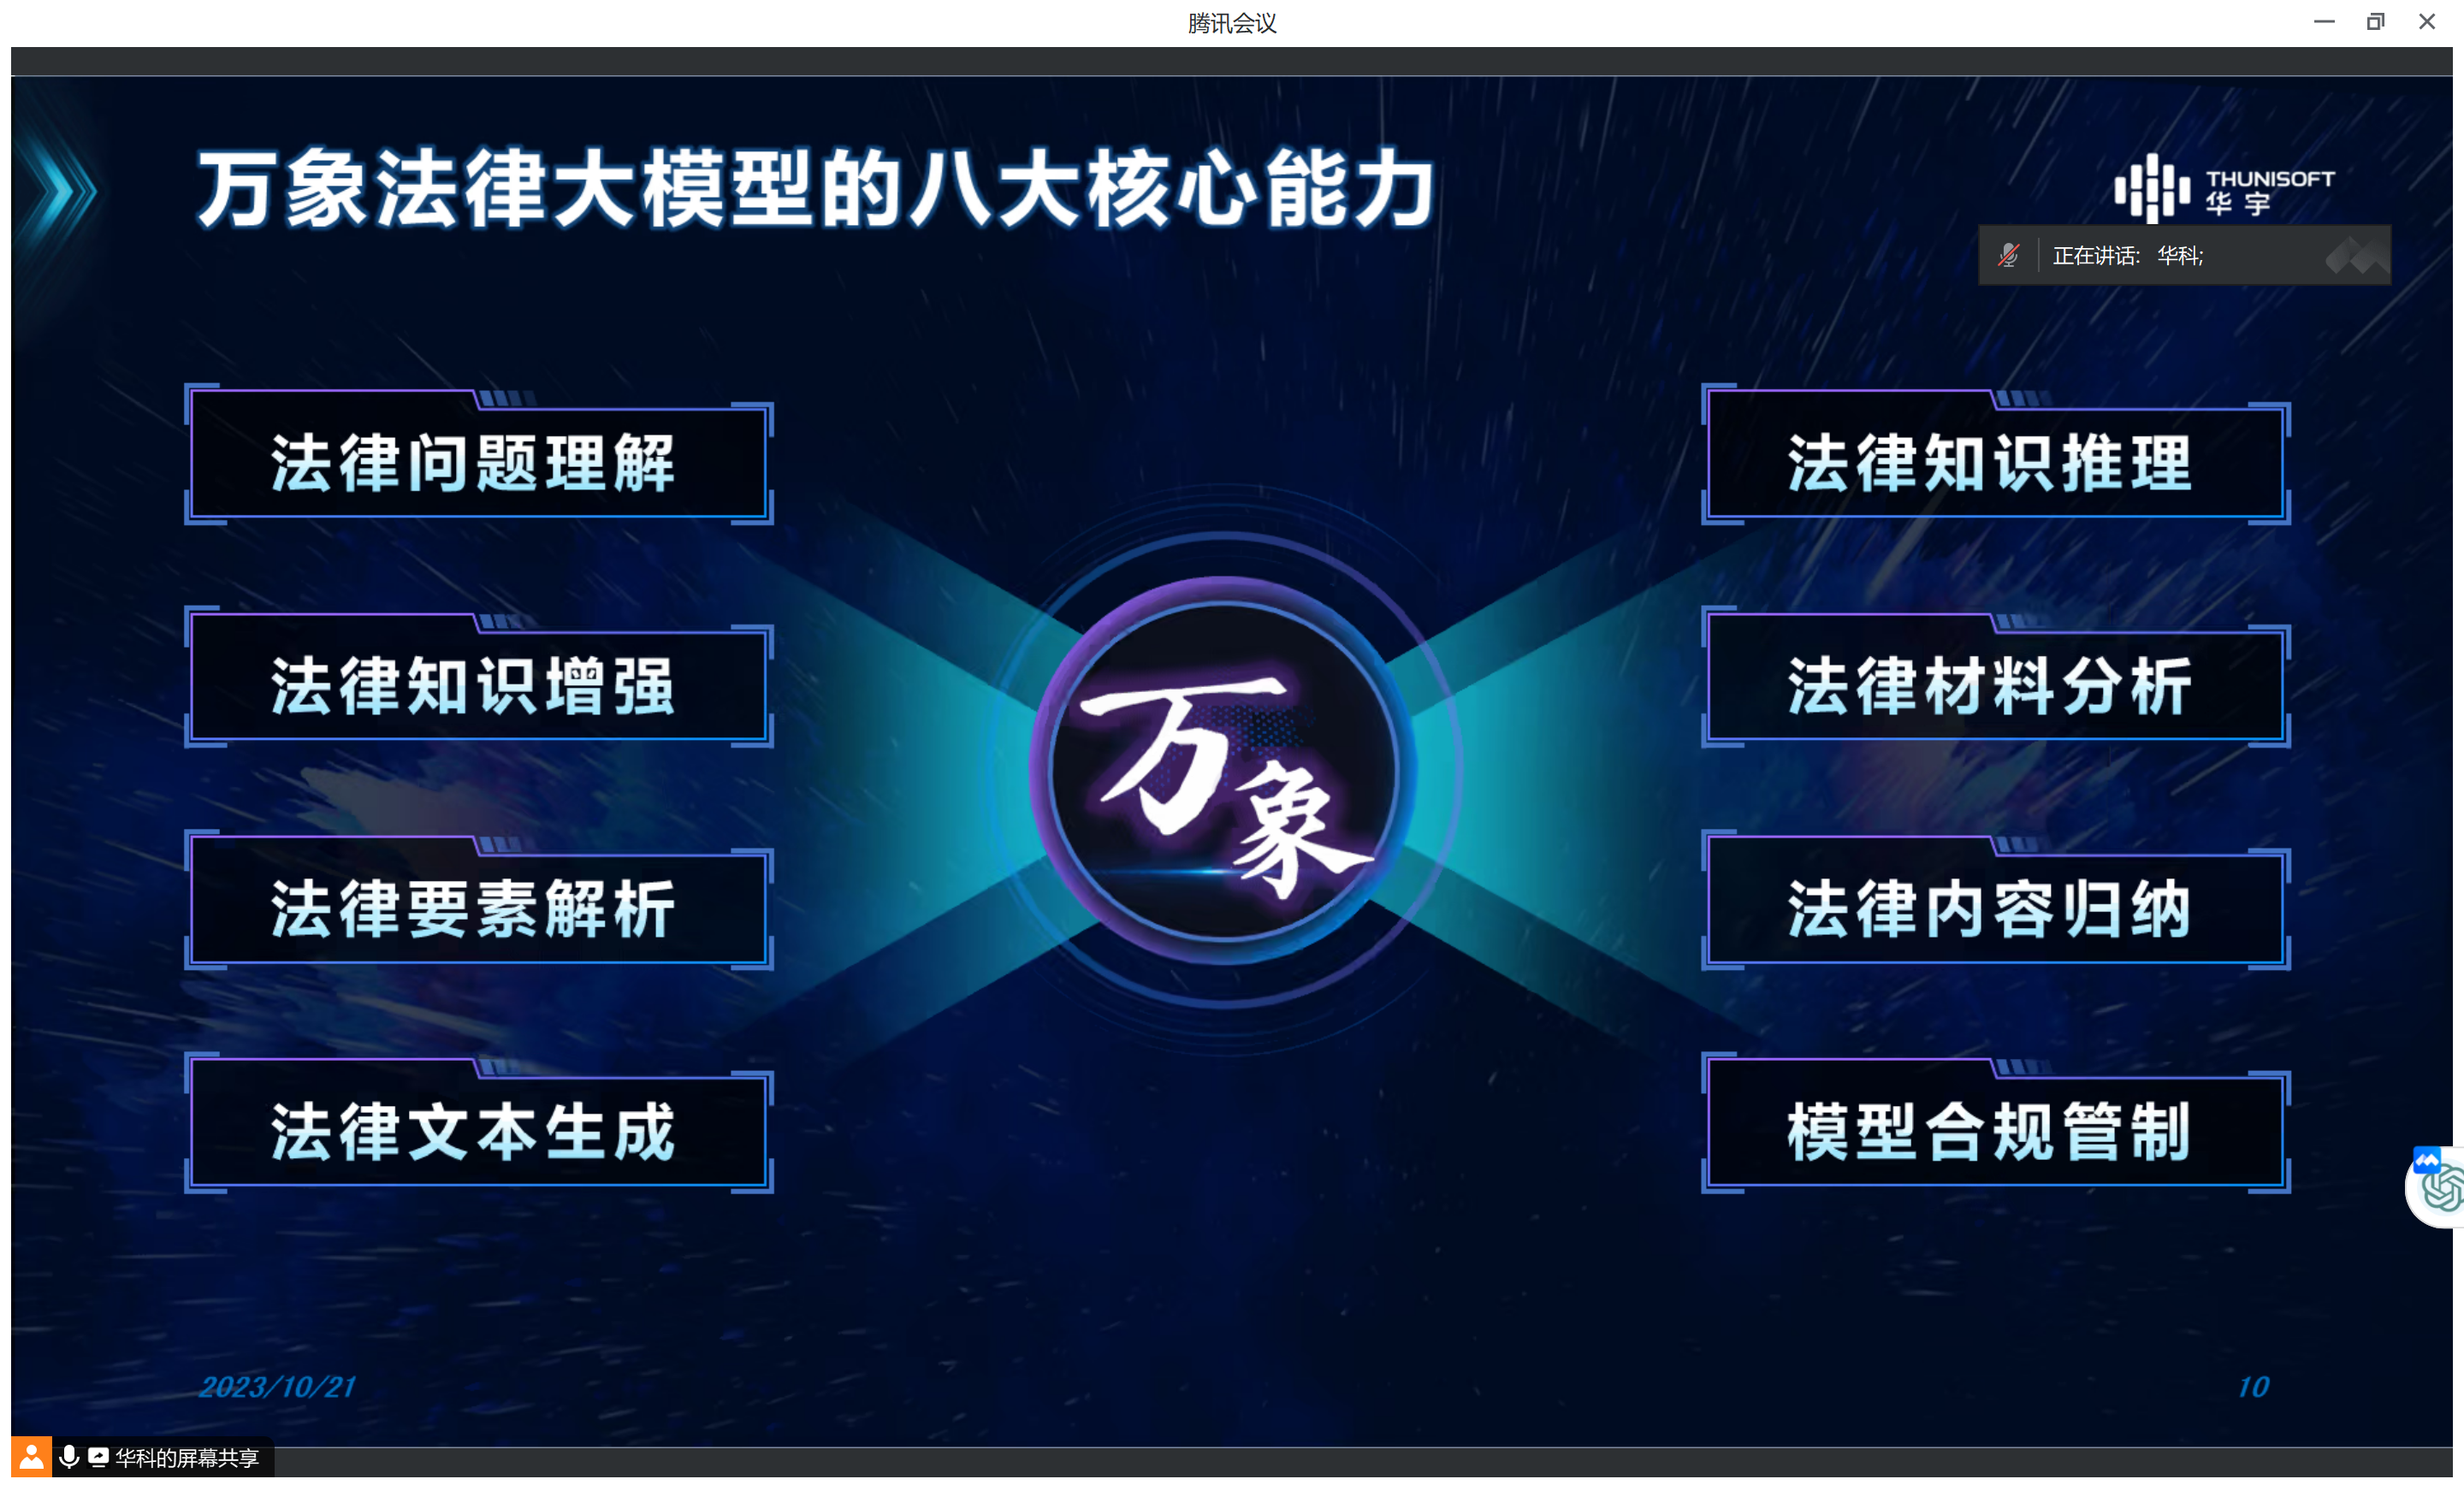 腾讯会议
万象法律大模型的八大核心能力
THUNISOFT
华宇
正在讲话: 华科;
法律问题理解
法律知识增强
法律要素解析
法律文本生成
万象
法律知识推理
法律材料分析
法律内容归纳
模型合规管制
2023/10/21
10
华科的屏幕共享